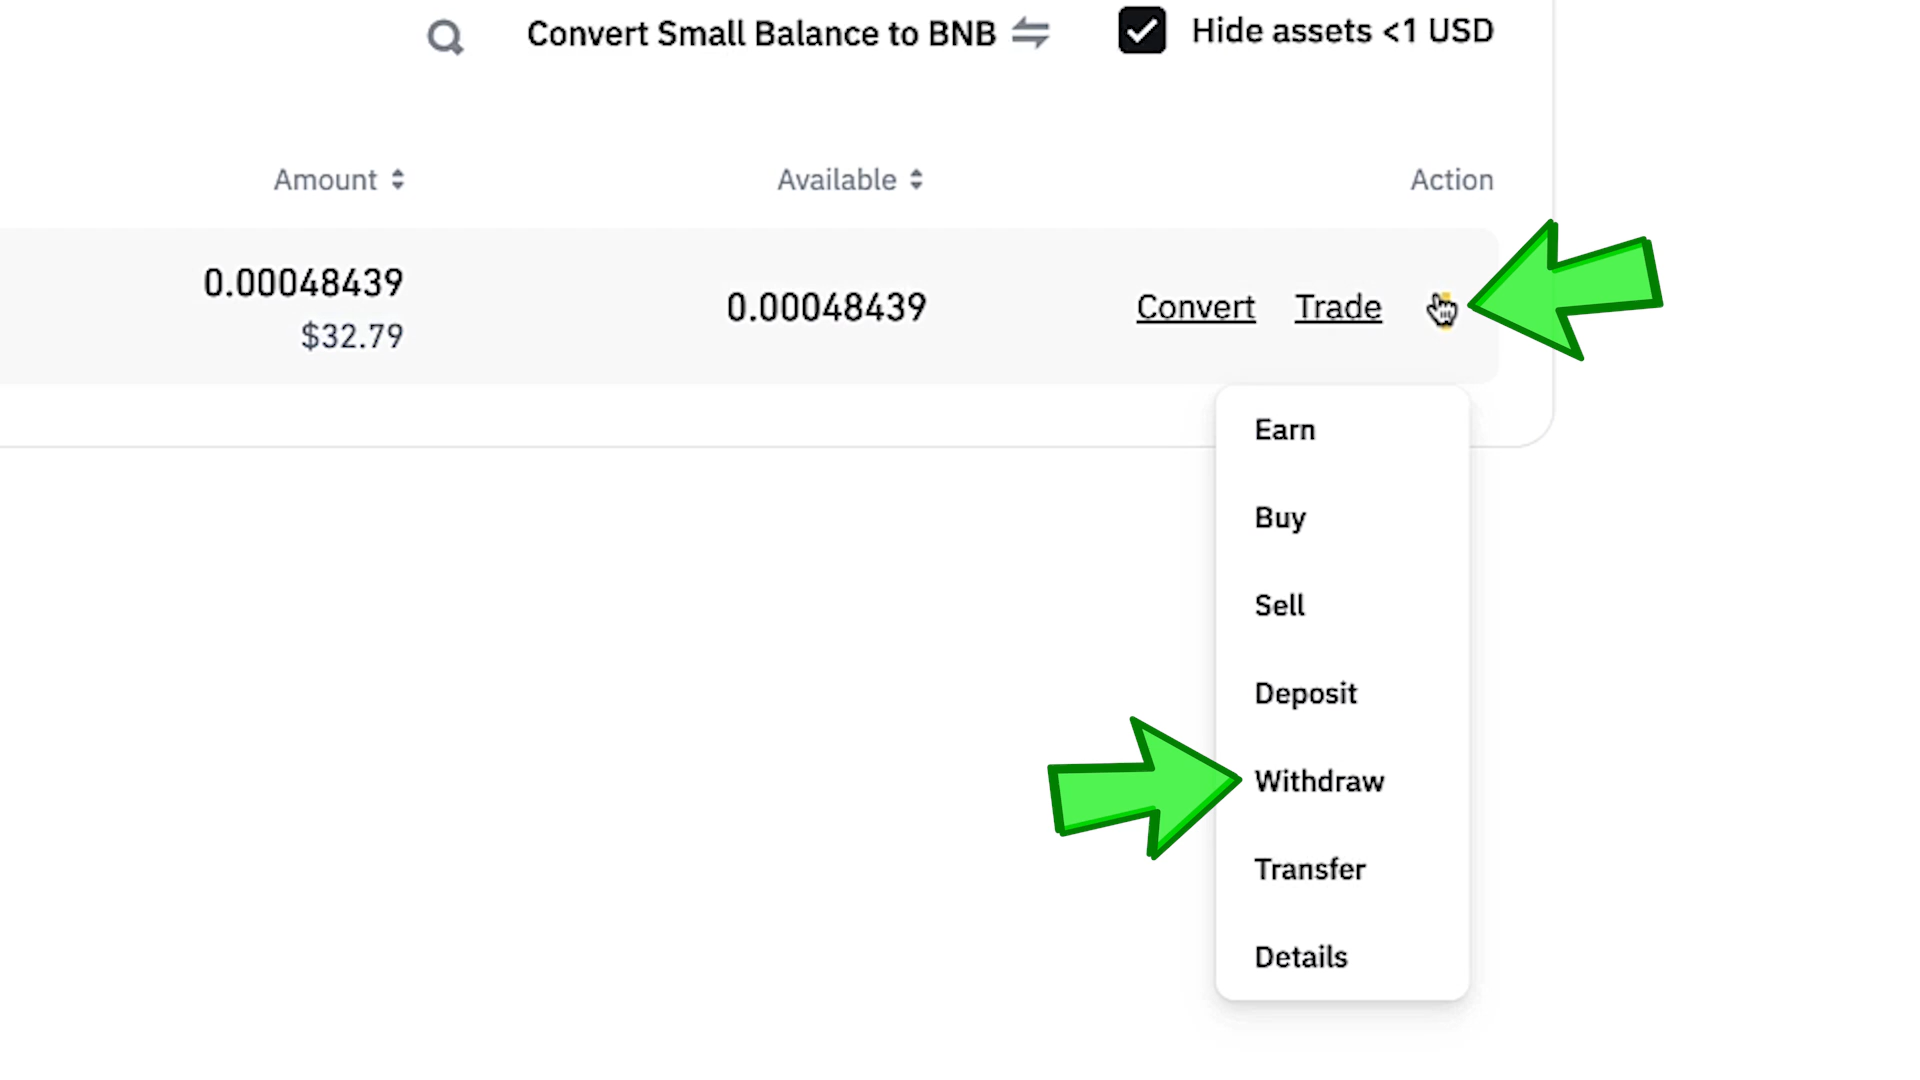 Convert Small Balance to BNB
Hide assets <1 USD
Amount
Available
Action
0.00048439
$32.79
0.00048439
Convert
Trade
Earn
Buy
Sell
Deposit
Withdraw
Transfer
Details